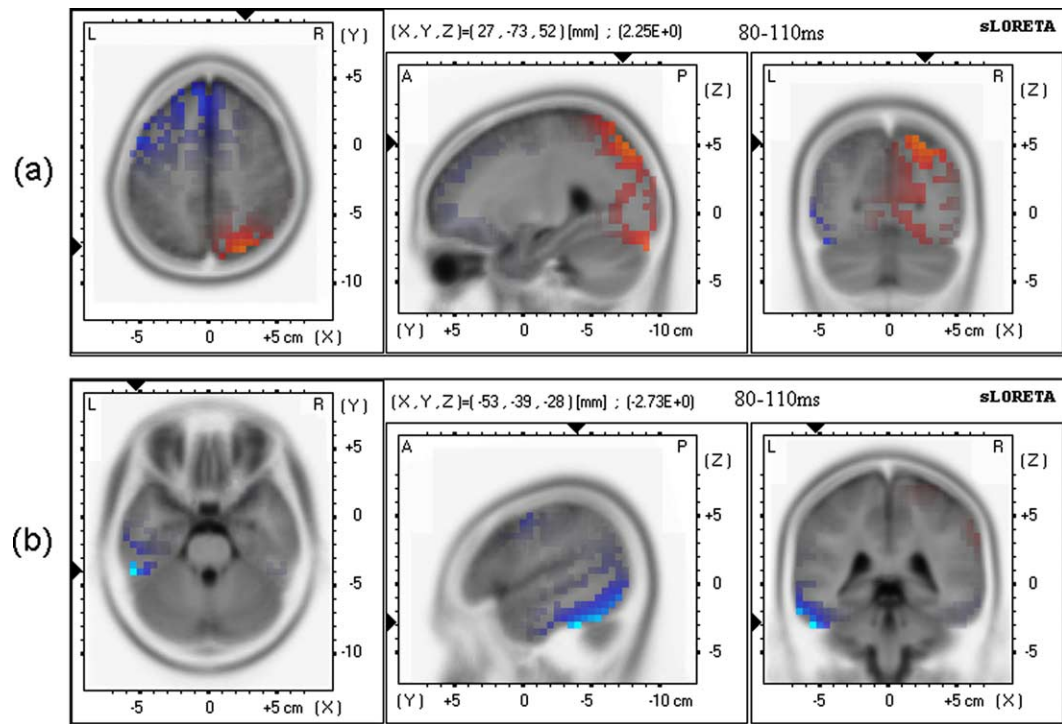 (a)
(X,Y,Z)=( 27 , -73 , 52 ) [mm] ; (2.25E+0) 80-110ms sLORETA
L R (Y)
+5
0
-5
-10
-5 0 +5 cm (X)
A P (Z)
+5
0
-5
(Y) +5 0 -5 -10 cm
L R (Z)
+5
0
-5
-5 0 +5 cm (X)
(b)
(X,Y,Z)=( -53 , -39 , -28 ) [mm] ; (-2.73E+0) 80-110ms sLORETA
L R (Y)
+5
0
-5
-10
-5 0 +5 cm (X)
A P (Z)
+5
0
-5
(Y) +5 0 -5 -10 cm
L R (Z)
+5
0
-5
-5 0 +5 cm (X)